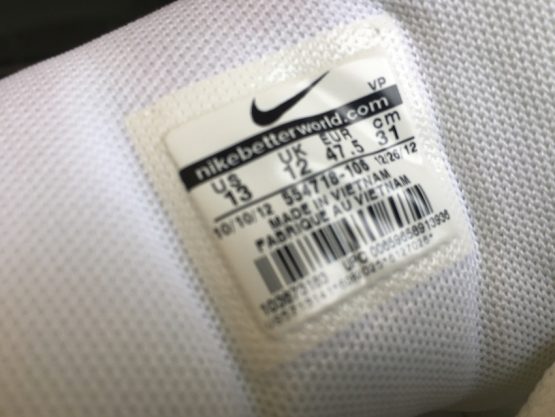 VP
nikebetterworld.com
US UK EUR cm
13 12 47.5 31
10/10/12 554718-106 12/26/12
MADE IN VIETNAM
FABRIQUE AU VIETNAM
UPC